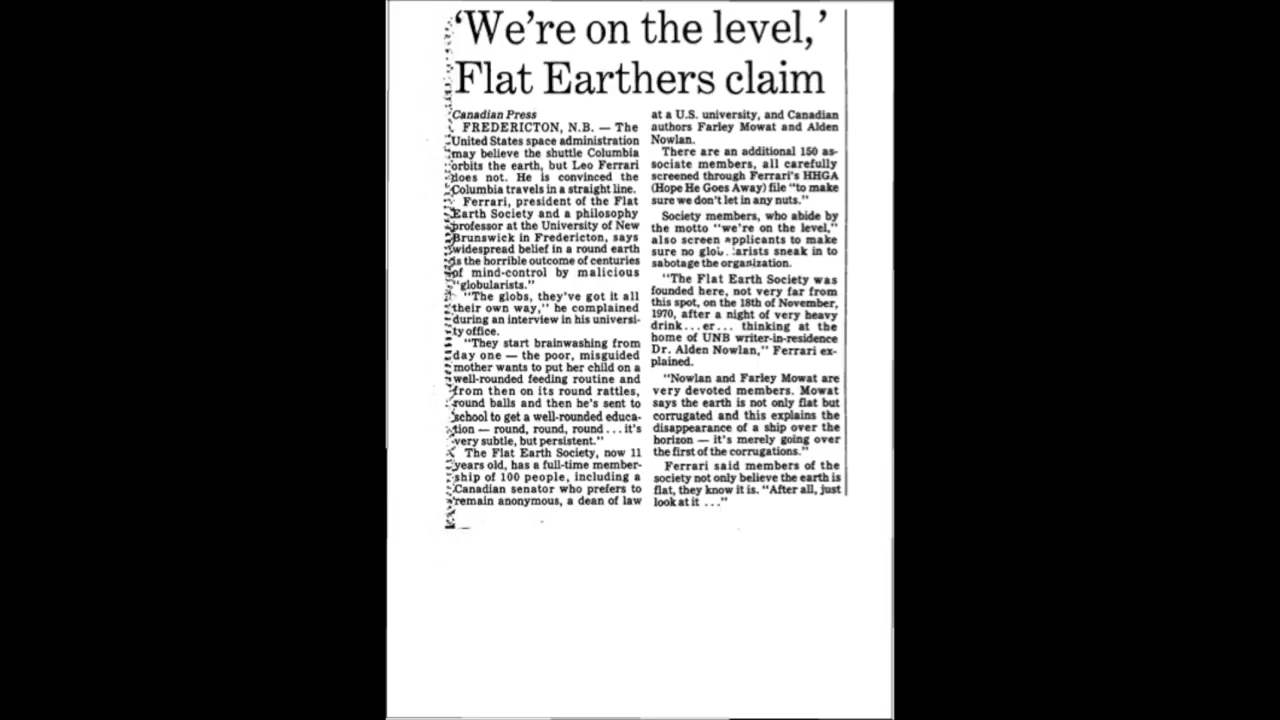 ‘We’re on the level,’
Flat Earthers claim
Canadian Press
FREDERICTON, N.B. — The
United States space administration
may believe the shuttle Columbia
orbits the earth, but Leo Ferrari
does not. He is convinced the
Columbia travels in a straight line.
Ferrari, president of the Flat
Earth Society and a philosophy
professor at the University of New
Brunswick in Fredericton, says
widespread belief in a round earth
is the horrible outcome of centuries
of mind-control by malicious
"globularists."
"The globs, they've got it all
their own way," he complained
during an interview in his universi-
ty office.
"They start brainwashing from
day one — the poor, misguided
mother wants to put her child on a
well-rounded feeding routine and
from then on its round rattles,
round balls and then he's sent to
school to get a well-rounded educa-
tion — round, round, round...it's
very subtle, but persistent."
The Flat Earth Society, now 11
years old, has a full-time member-
ship of 100 people, including a
Canadian senator who prefers to
remain anonymous, a dean of law
at a U.S. university, and Canadian
authors Farley Mowat and Alden
Nowlan.
There are an additional 150 as-
sociate members, all carefully
screened through Ferrari's HHGA
(Hope He Goes Away) file "to make
sure we don't let in any nuts."
Society members, who abide by
the motto "we're on the level,"
also screen applicants to make
sure no sneak in to
sabotage the organization.
"The Flat Earth Society was
founded here, not very far from
this spot, on the 18th of November,
1970, after a night of very heavy
drink...er... thinking at the
home of UNB writer-in-residence
Dr. Alden Nowlan," Ferrari ex-
plained.
"Nowlan and Farley Mowat are
very devoted members. Mowat
says the earth is not only flat but
corrugated and this explains the
disappearance of a ship over the
horizon — it's merely going over
the first of the corrugations."
Ferrari said members of the
society not only believe the earth is
flat, they know it is. "After all, just
look at it ..."